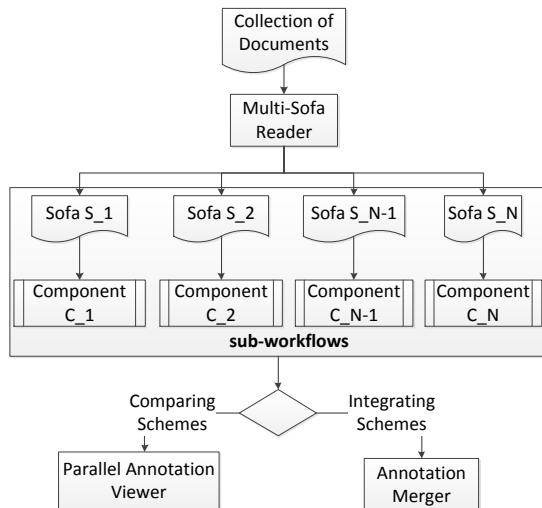 Collection of
Documents
Multi-Sofa
Reader
Sofa S_1
Sofa S_2
Sofa S_N-1
Sofa S_N
Component
C_1
Component
C_2
Component
C_N-1
Component
C_N
sub-workflows
Comparing
Schemes
Integrating
Schemes
Parallel Annotation
Viewer
Annotation
Merger